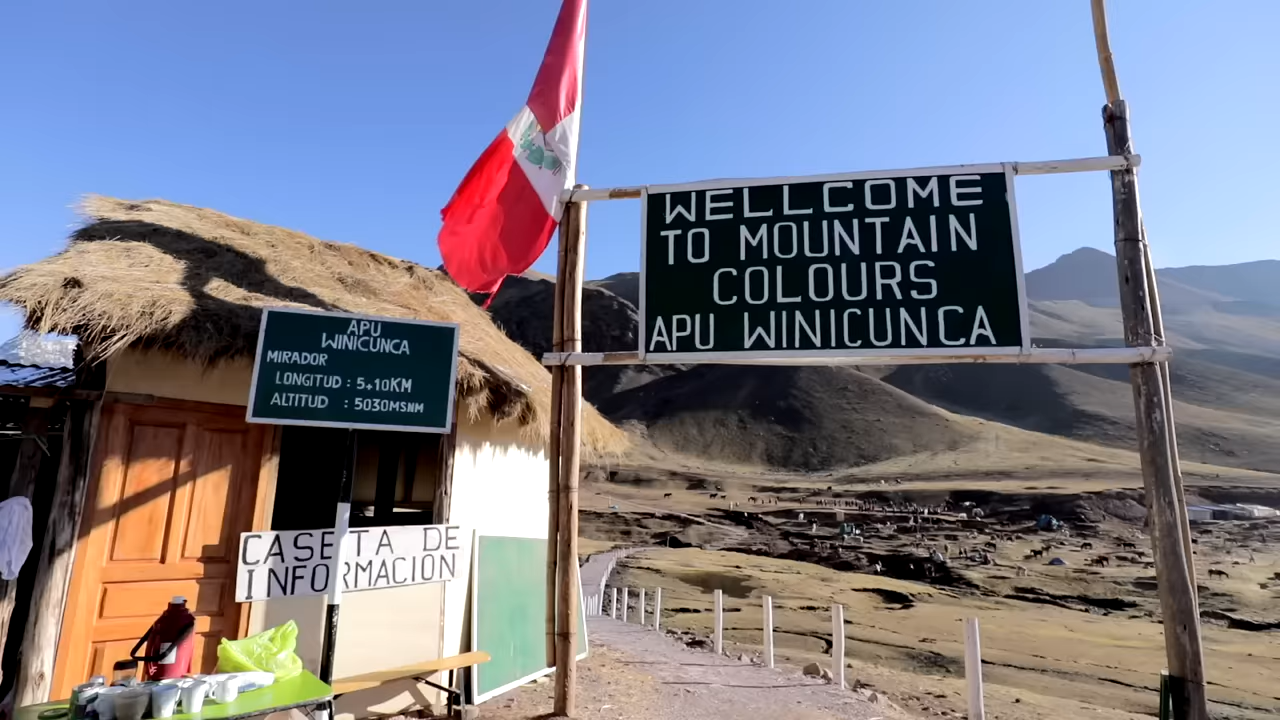 WELLCOME
TO MOUNTAIN
COLOURS
APU WINICUNCA
APU
WINICUNCA
MIRADOR
LONGITUD : 5+10KM
ALTITUD : 5030MSNM
CASETA DE
INFORMACION